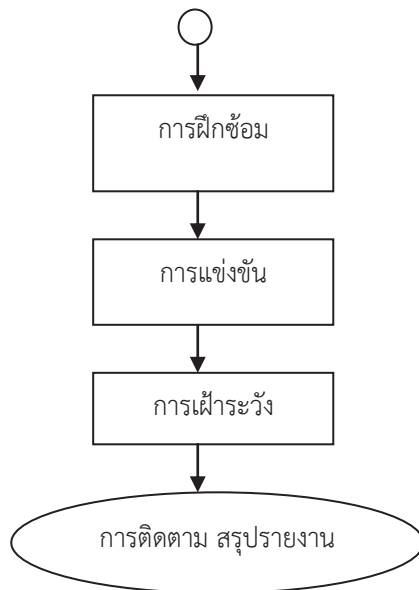 การฝึกซ้อม
การแข่งขัน
การเฝ้าระวัง
การติดตาม สรุปรายงาน